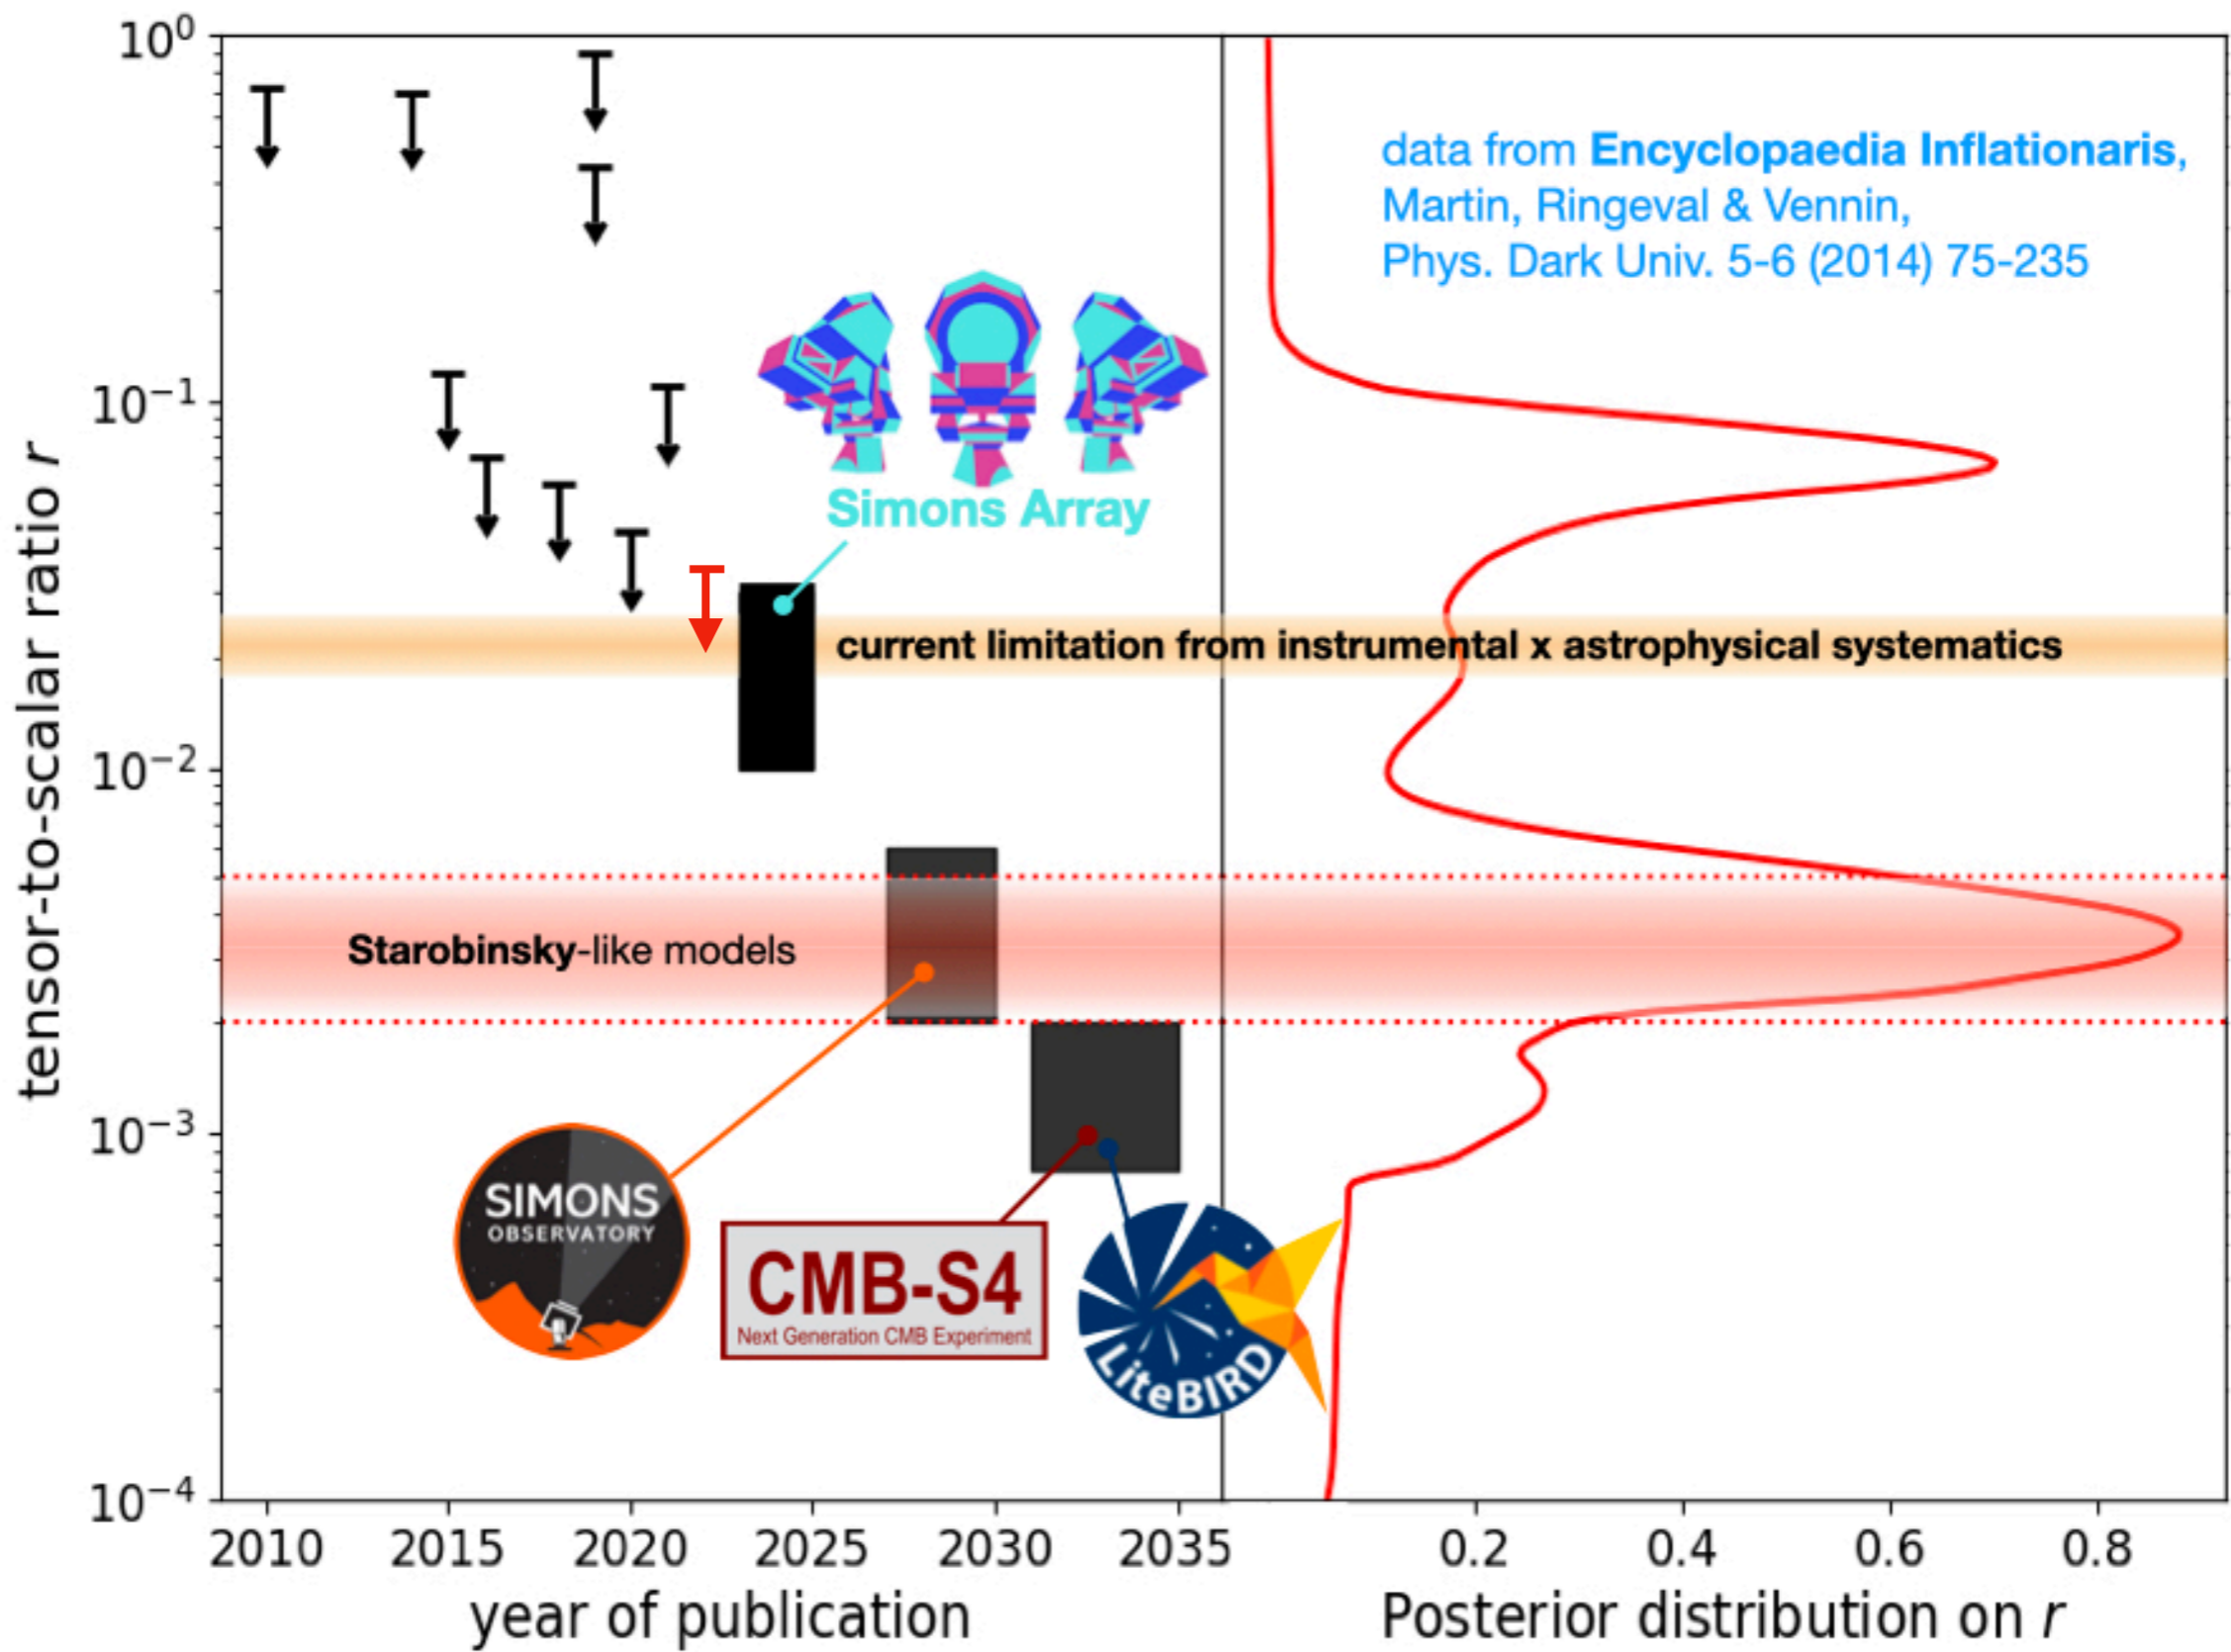 tensor-to-scalar ratio r
10⁰
10⁻¹
10⁻²
10⁻³
10⁻⁴
data from Encyclopaedia Inflationaris,
Martin, Ringeval & Vennin,
Phys. Dark Univ. 5-6 (2014) 75-235
Simons Array
current limitation from instrumental x astrophysical systematics
Starobinsky-like models
SIMONS
OBSERVATORY
CMB-S4
Next Generation CMB Experiment
LiteBIRD
2010 2015 2020 2025 2030 2035 0.2 0.4 0.6 0.8
year of publication
Posterior distribution on r